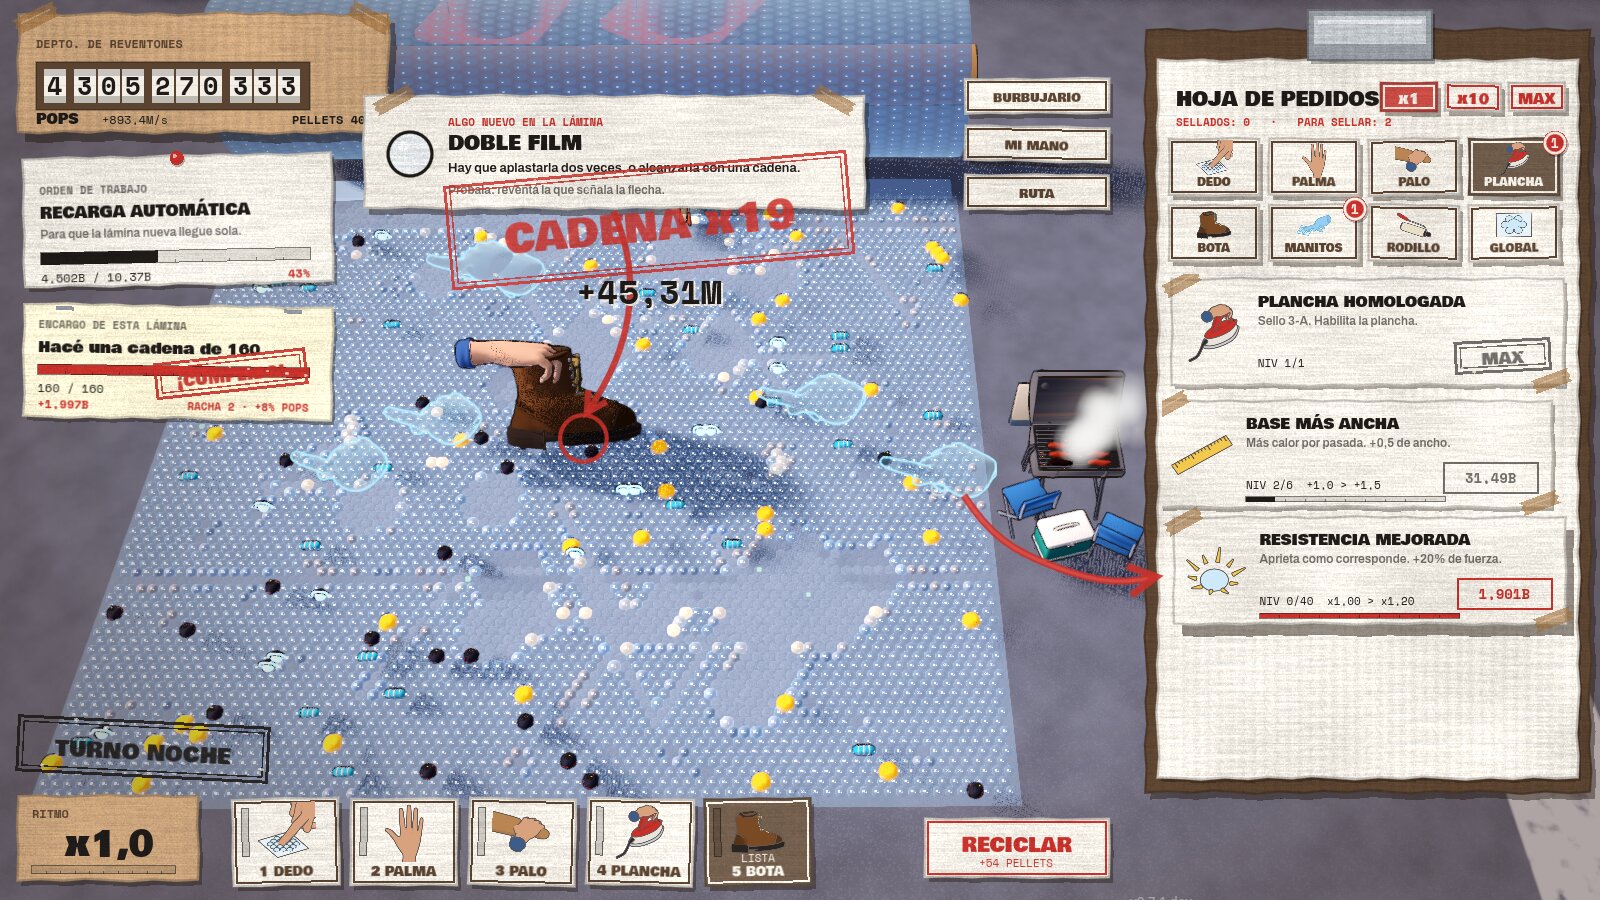 DEPTO. DE REVENTONES
4 305 270 333
POPS +893.4M/s PELLETS 40
ORDEN DE TRABAJO
RECARGA AUTOMÁTICA
Para que la lámina nueva llegue sola.
4.502B / 10.37B 43%
ENCARGO DE ESTA LÁMINA
Hacé una cadena de 160
160 / 160
+1,997B RACHA 2 · +8% POPS
ALGO NUEVO EN LA LÁMINA
DOBLE FILM
Hay que aplastarla dos veces, o alcanzarla con una cadena.
Probala: reventá la que señala la flecha.
CADENA x19
+45,31M
BURBUJARIO
MI MANO
RUTA
HOJA DE PEDIDOS x1 x10 MAX
SELLADOS: 0 · PARA SELLAR: 2
DEDO
PALMA
PALO
PLANCHA
1
BOTA
MANITOS
1
RODILLO
GLOBAL
PLANCHA HOMOLOGADA
Sello 3-A. Habilita la plancha.
NIV 1/1
MAX
BASE MÁS ANCHA
Más calor por pasada. +0,5 de ancho.
NIV 2/6 +1.0 > +1.5
31,49B
RESISTENCIA MEJORADA
Aprieta como corresponde. +20% de fuerza.
NIV 0/40 x1,00 > x1,20
1,901B
TURNO NOCHE
RITMO
x1,0
1 DEDO
2 PALMA
3 PALO
4 PLANCHA
LISTA
5 BOTA
RECICLAR
+54 PELLETS